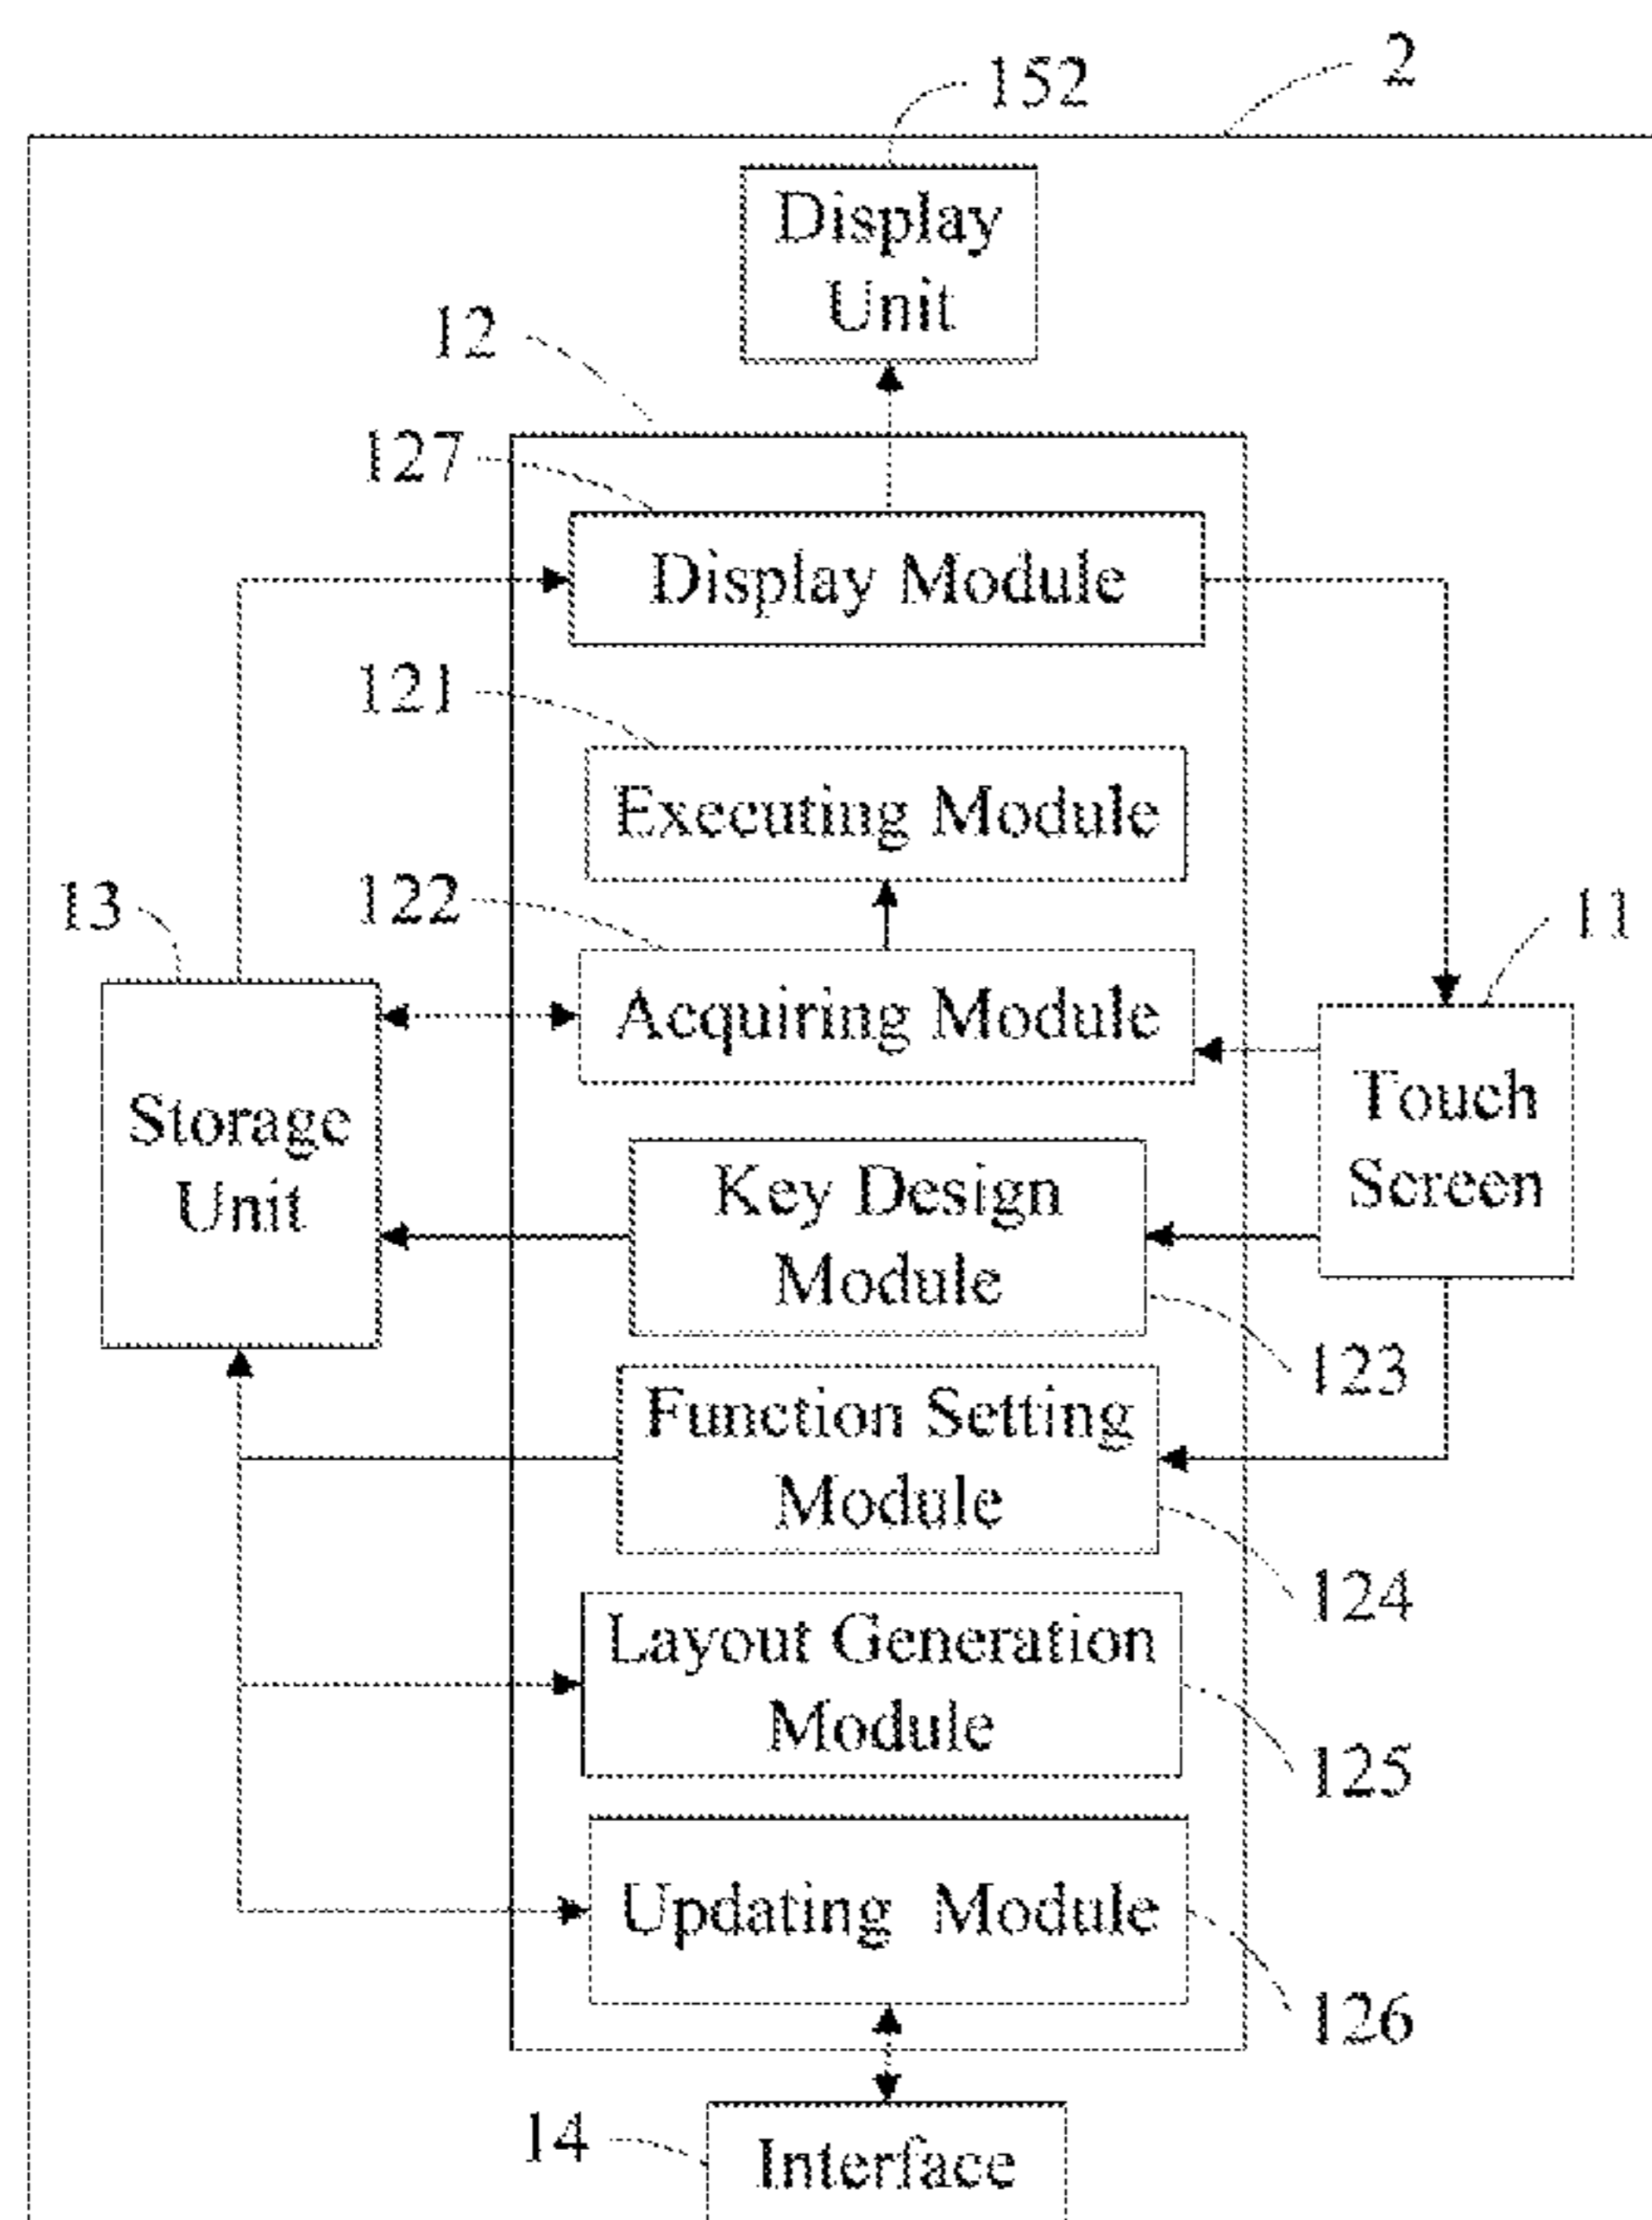 152
2
Display
Unit
12
127
Display Module
121
Executing Module
13
122
11
Acquiring Module
Storage
Unit
Touch
Screen
Key Design
Module
123
Function Setting
Module
124
Layout Generation
Module
125
Updating Module
126
14
Interface